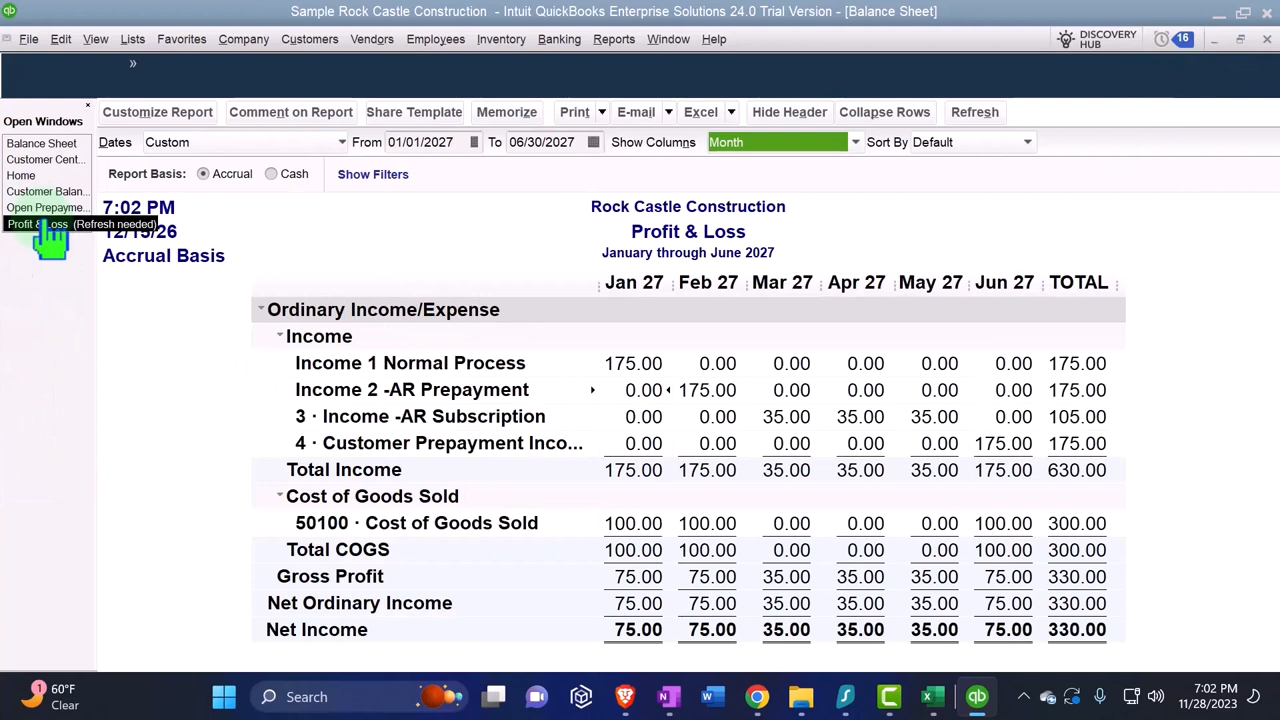 Sample Rock Castle Construction - Intuit QuickBooks Enterprise Solutions 24.0 Trial Version - [Balance Sheet]
File Edit View Lists Favorites Company Customers Vendors Employees Inventory Banking Reports Window Help DISCOVERY HUB 16
»
Open Windows
Balance Sheet
Customer Cent...
Home
Customer Balan...
Open Prepayme...
Profit & Loss (Refresh needed)
Customize Report Comment on Report Share Template Memorize Print E-mail Excel Hide Header Collapse Rows Refresh
Dates Custom From 01/01/2027 To 06/30/2027 Show Columns Month Sort By Default
Report Basis: Accrual Cash Show Filters
7:02 PM Rock Castle Construction
12/15/26 Profit & Loss
Accrual Basis January through June 2027
Jan 27 Feb 27 Mar 27 Apr 27 May 27 Jun 27 TOTAL
Ordinary Income/Expense
Income
Income 1 Normal Process 175.00 0.00 0.00 0.00 0.00 0.00 175.00
Income 2 -AR Prepayment 0.00 175.00 0.00 0.00 0.00 0.00 175.00
3 · Income -AR Subscription 0.00 0.00 35.00 35.00 35.00 0.00 105.00
4 · Customer Prepayment Inco... 0.00 0.00 0.00 0.00 0.00 175.00 175.00
Total Income 175.00 175.00 35.00 35.00 35.00 175.00 630.00
Cost of Goods Sold
50100 · Cost of Goods Sold 100.00 100.00 0.00 0.00 0.00 100.00 300.00
Total COGS 100.00 100.00 0.00 0.00 0.00 100.00 300.00
Gross Profit 75.00 75.00 35.00 35.00 35.00 75.00 330.00
Net Ordinary Income 75.00 75.00 35.00 35.00 35.00 75.00 330.00
Net Income 75.00 75.00 35.00 35.00 35.00 75.00 330.00
1 60°F
Clear
Search
7:02 PM
11/28/2023